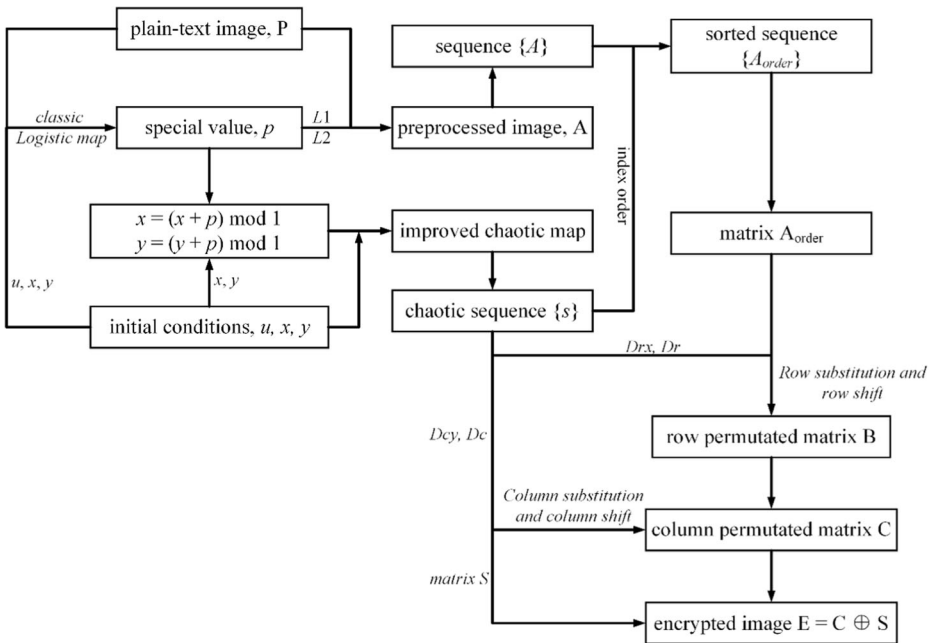 plain-text image, P
sequence {A}
sorted sequence
{A_order}
classic
Logistic map
special value, p
L1
L2
preprocessed image, A
index order
x = (x + p) mod 1
y = (y + p) mod 1
improved chaotic map
matrix A_order
u, x, y
x, y
initial conditions, u, x, y
chaotic sequence {s}
Drx, Dr
Row substitution and
row shift
Dcy, Dc
row permutated matrix B
Column substitution
and column shift
column permutated matrix C
matrix S
encrypted image E = C ⊕ S